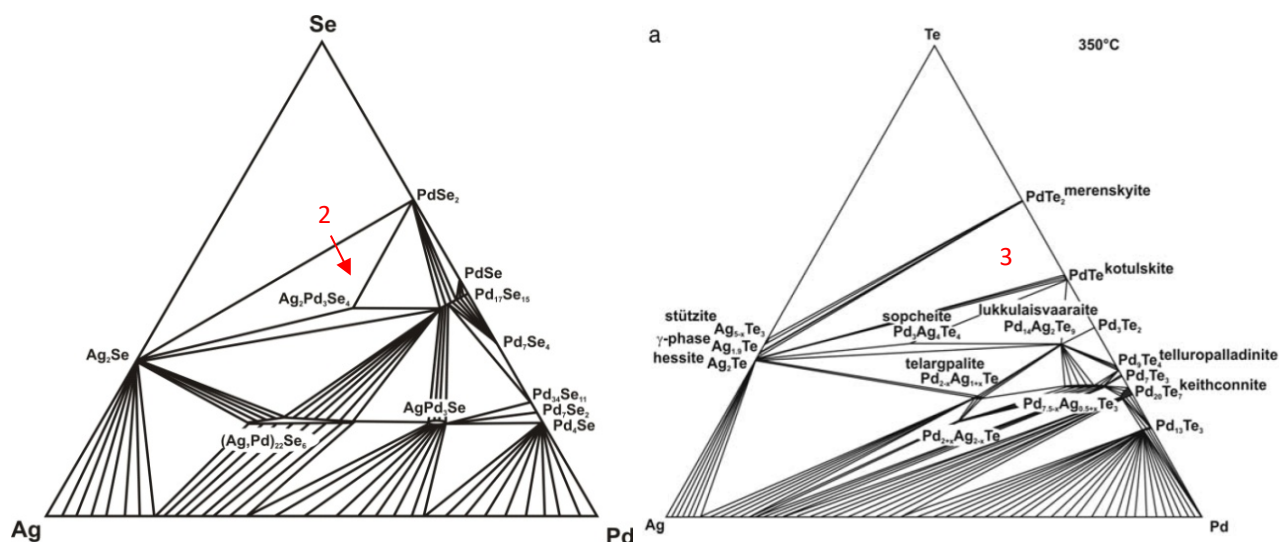 Se
2
PdSe₂
PdSe
Pd₁₇Se₁₅
Ag₂Pd₃Se₄
Pd₇Se₄
Ag₂Se
Pd₃₄Se₁₁
Pd₇Se₂
Pd₄Se
AgPd₃Se
(Ag,Pd)₂₂Se₆
Ag
Pd
a
Te
350°C
PdTe₂ merenskyite
3
PdTe kotulskite
stützite Ag₅₋ₓTe₃
γ-phase Ag₁.₉Te
hessite Ag₂Te
sopcheite
Pd₃Ag₄Te₄
lukkulaisvaaraite
Pd₁₄Ag₂Te₉
Pd₃Te₂
telargpalite
Pd₂₋ₓAg₁₊ₓTe
Pd₉Te₄ telluropalladinite
Pd₇Te₃
Pd₂₀Te₇ keithconnite
Pd₇.₅₋ₓAg₀.₅₊ₓTe₃
Pd₁₃Te₃
Pd₂₊ₓAg₂₋ₓTe
Ag
Pd